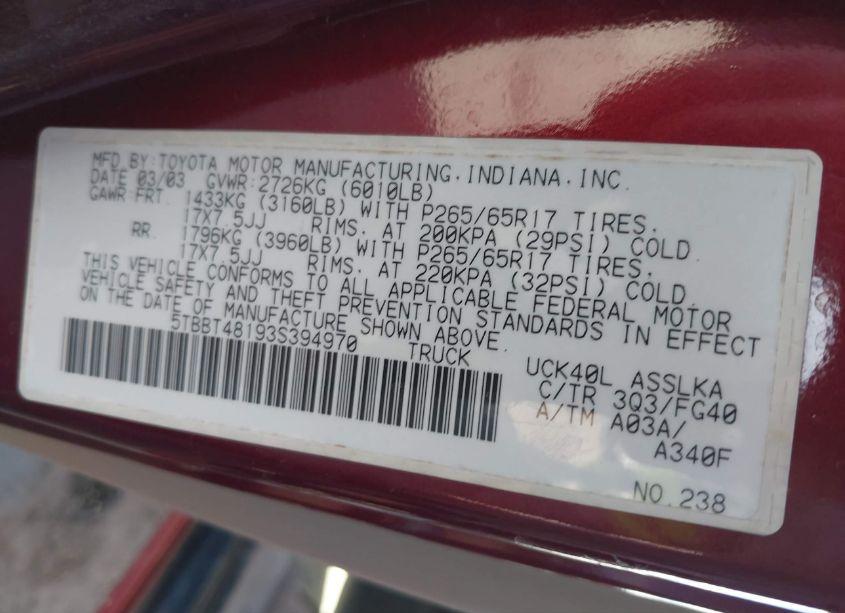 MFD.BY:TOYOTA MOTOR MANUFACTURING,INDIANA,INC.
DATE 03/03 GVWR:2726KG (6010LB)
GAWR:FRT. 1433KG (3160LB) WITH P265/65R17 TIRES.
17X7.5JJ RIMS. AT 200KPA (29PSI) COLD.
RR. 1796KG (3960LB) WITH P265/65R17 TIRES.
17X7.5JJ RIMS. AT 220KPA (32PSI) COLD.
THIS VEHICLE CONFORMS TO ALL APPLICABLE FEDERAL MOTOR
VEHICLE SAFETY AND THEFT PREVENTION STANDARDS IN EFFECT
ON THE DATE OF MANUFACTURE SHOWN ABOVE.
5TBBT48193S394970 TRUCK
UCK40L ASSLKA
C/TR 3Q3/FG40
A/TM A03A/
A340F
NO.238